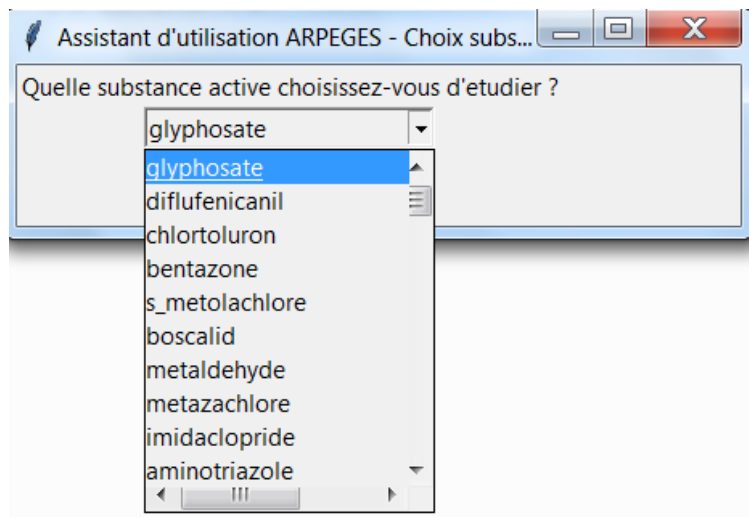 Assistant d'utilisation ARPEGES - Choix subs...
Quelle substance active choisissez-vous d'etudier ?
glyphosate
glyphosate
diflufenicanil
chlortoluron
bentazone
s_metolachlore
boscalid
metaldehyde
metazachlore
imidaclopride
aminotriazole